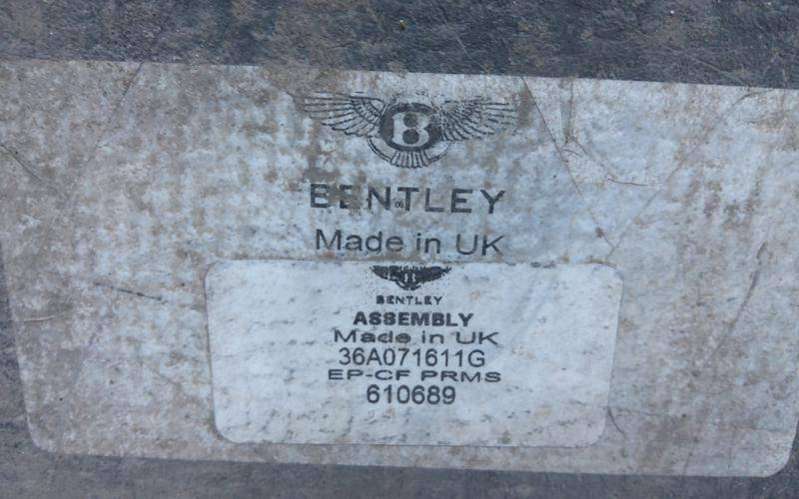 B
BENTLEY
Made in UK
BENTLEY
ASSEMBLY
Made in UK
36A071611G
EP-CF PRMS
610689